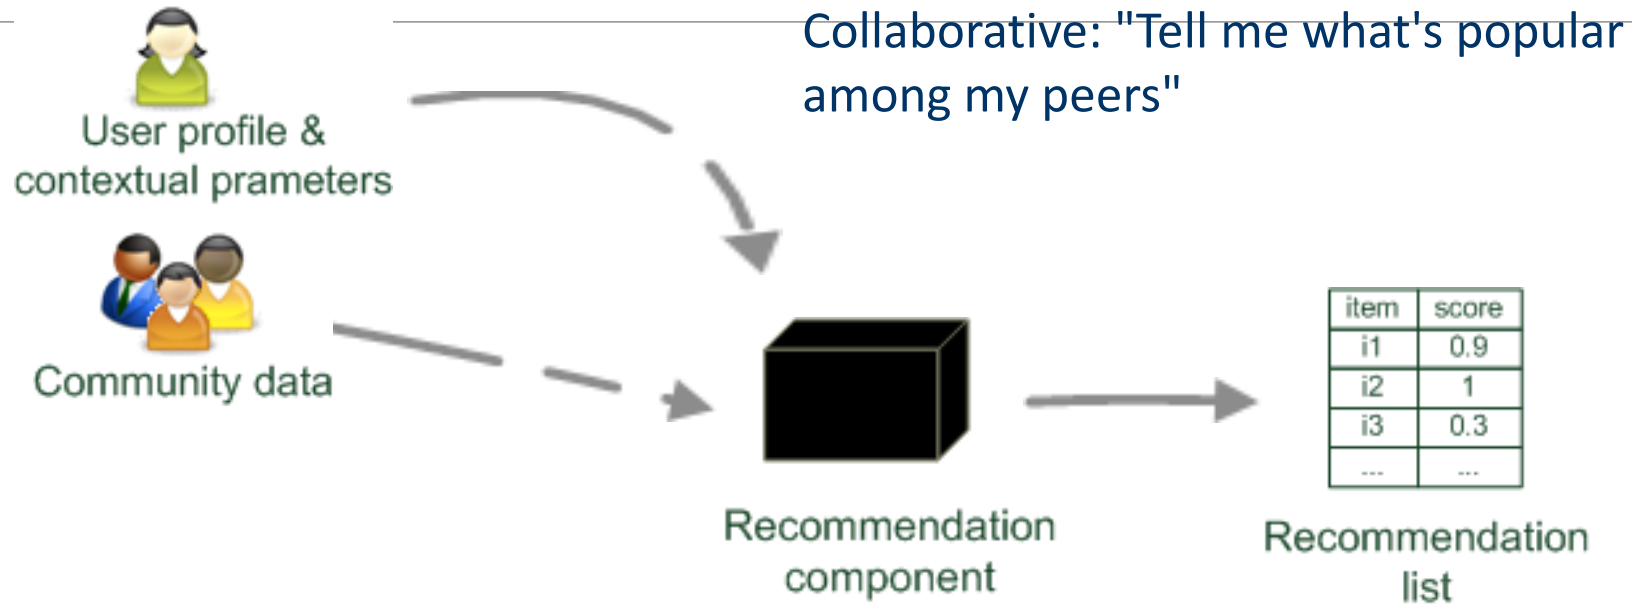 Collaborative: "Tell me what's popular
among my peers"
User profile &
contextual prameters
Community data
Recommendation
component
item score
i1 0.9
i2 1
i3 0.3
... ...
Recommendation
list